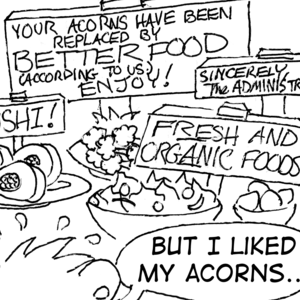 YOUR ACORNS HAVE BEEN
REPLACED BY
BETTER FOOD
(ACCORDING TO US)
ENJOY!
SINCERELY,
The ADMINISTR
SHI!
FRESH AND
ORGANIC FOODS
BUT I LIKED
MY ACORNS..